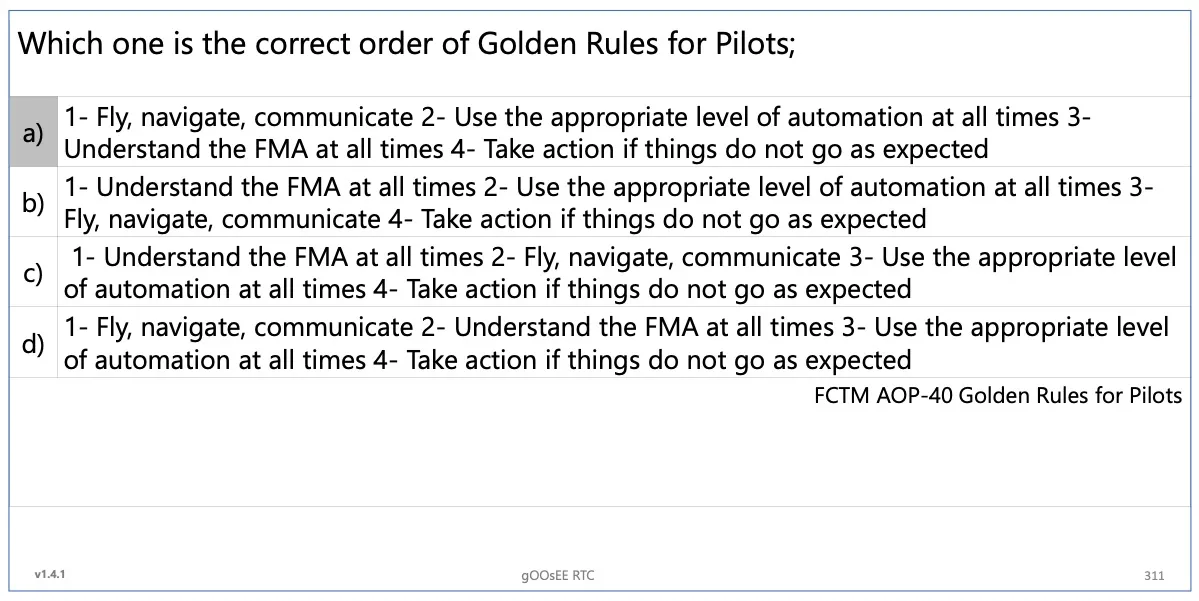 Which one is the correct order of Golden Rules for Pilots;
a)
1- Fly, navigate, communicate 2- Use the appropriate level of automation at all times 3-
Understand the FMA at all times 4- Take action if things do not go as expected
b)
1- Understand the FMA at all times 2- Use the appropriate level of automation at all times 3-
Fly, navigate, communicate 4- Take action if things do not go as expected
c)
1- Understand the FMA at all times 2- Fly, navigate, communicate 3- Use the appropriate level
of automation at all times 4- Take action if things do not go as expected
d)
1- Fly, navigate, communicate 2- Understand the FMA at all times 3- Use the appropriate level
of automation at all times 4- Take action if things do not go as expected
FCTM AOP-40 Golden Rules for Pilots
v1.4.1
gOOsEE RTC
311